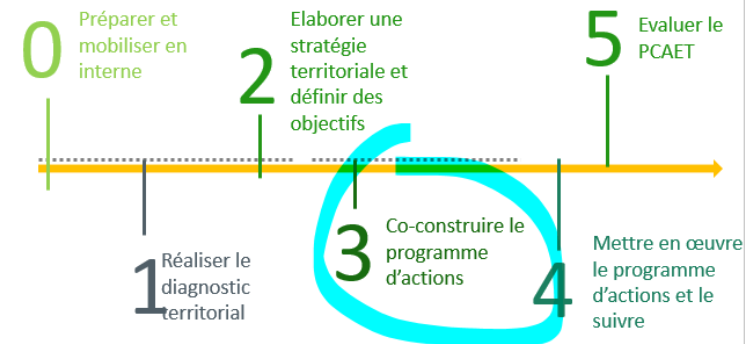 0 Préparer et
mobiliser en
interne
1 Réaliser le
diagnostic
territorial
2 Elaborer une
stratégie
territoriale et
définir des
objectifs
3 Co-construire le
programme
d'actions
4 Mettre en œuvre
le programme
d'actions et le
suivre
5 Evaluer le
PCAET